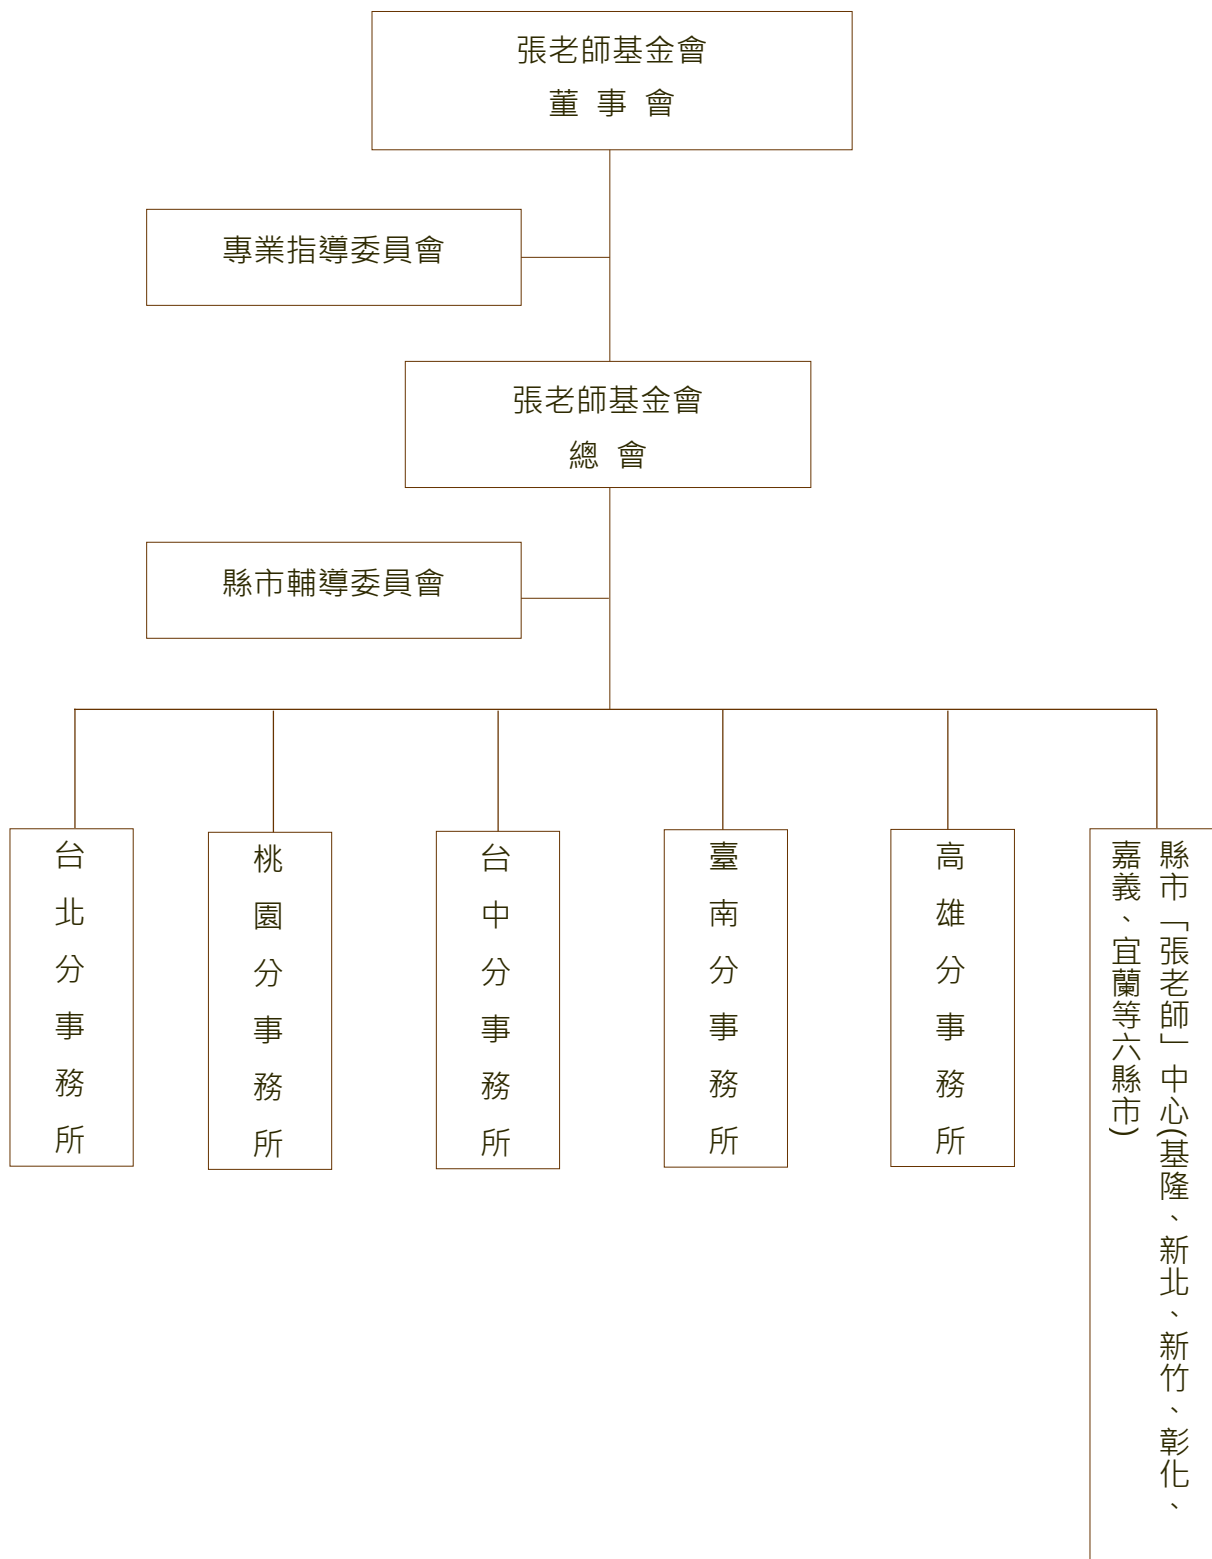 張老師基金會
董 事 會
專業指導委員會
張老師基金會
總 會
縣市輔導委員會
台北分事務所
桃園分事務所
台中分事務所
臺南分事務所
高雄分事務所
縣市「張老師」中心(基隆、新北、新竹、彰化、
嘉義、宜蘭等六縣市)